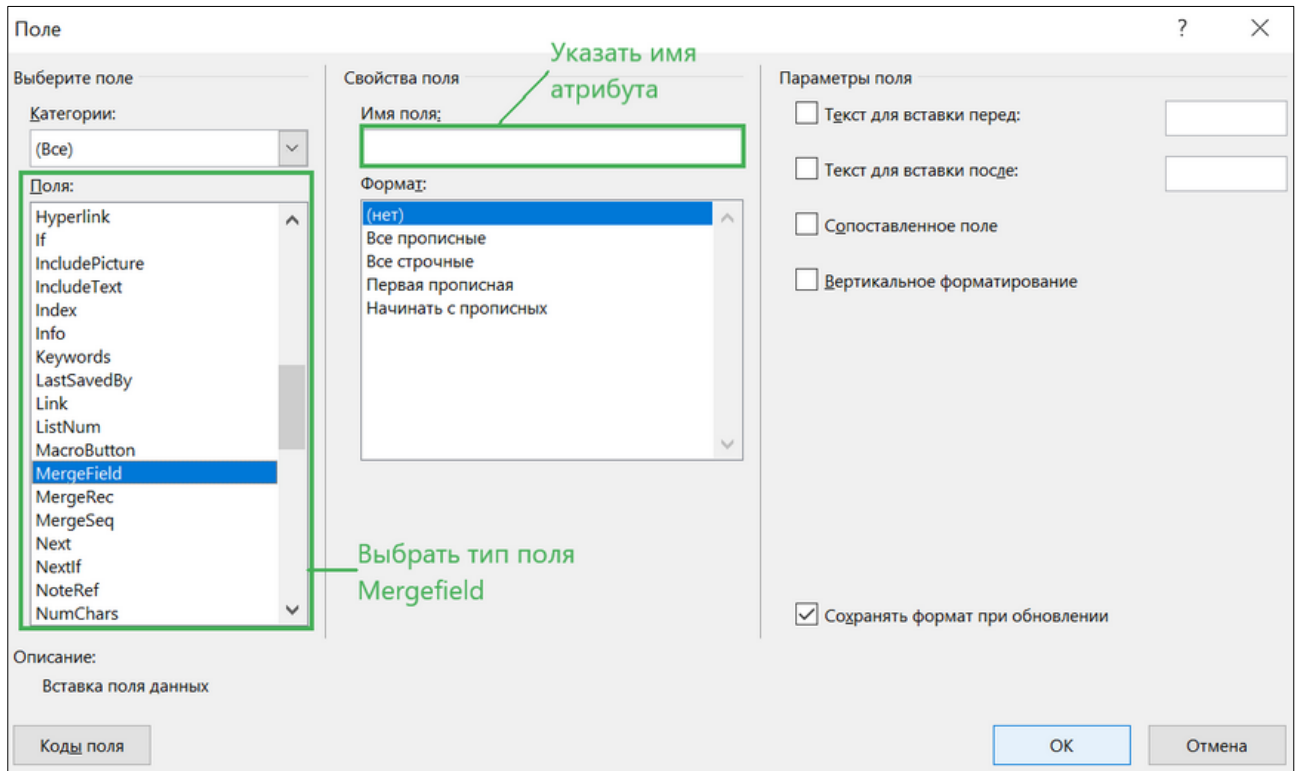 Поле
?
Указать имя
атрибута
Выберите поле
Категории:
(Все)
Поля:
Hyperlink
If
IncludePicture
IncludeText
Index
Info
Keywords
LastSavedBy
Link
ListNum
MacroButton
MergeField
MergeRec
MergeSeq
Next
NextIf
NoteRef
NumChars
Свойства поля
Имя поля:
Формат:
(нет)
Все прописные
Все строчные
Первая прописная
Начинать с прописных
Выбрать тип поля
Mergefield
Параметры поля
Текст для вставки перед:
Текст для вставки после:
Сопоставленное поле
Вертикальное форматирование
Сохранять формат при обновлении
Описание:
Вставка поля данных
Коды поля
ОК
Отмена